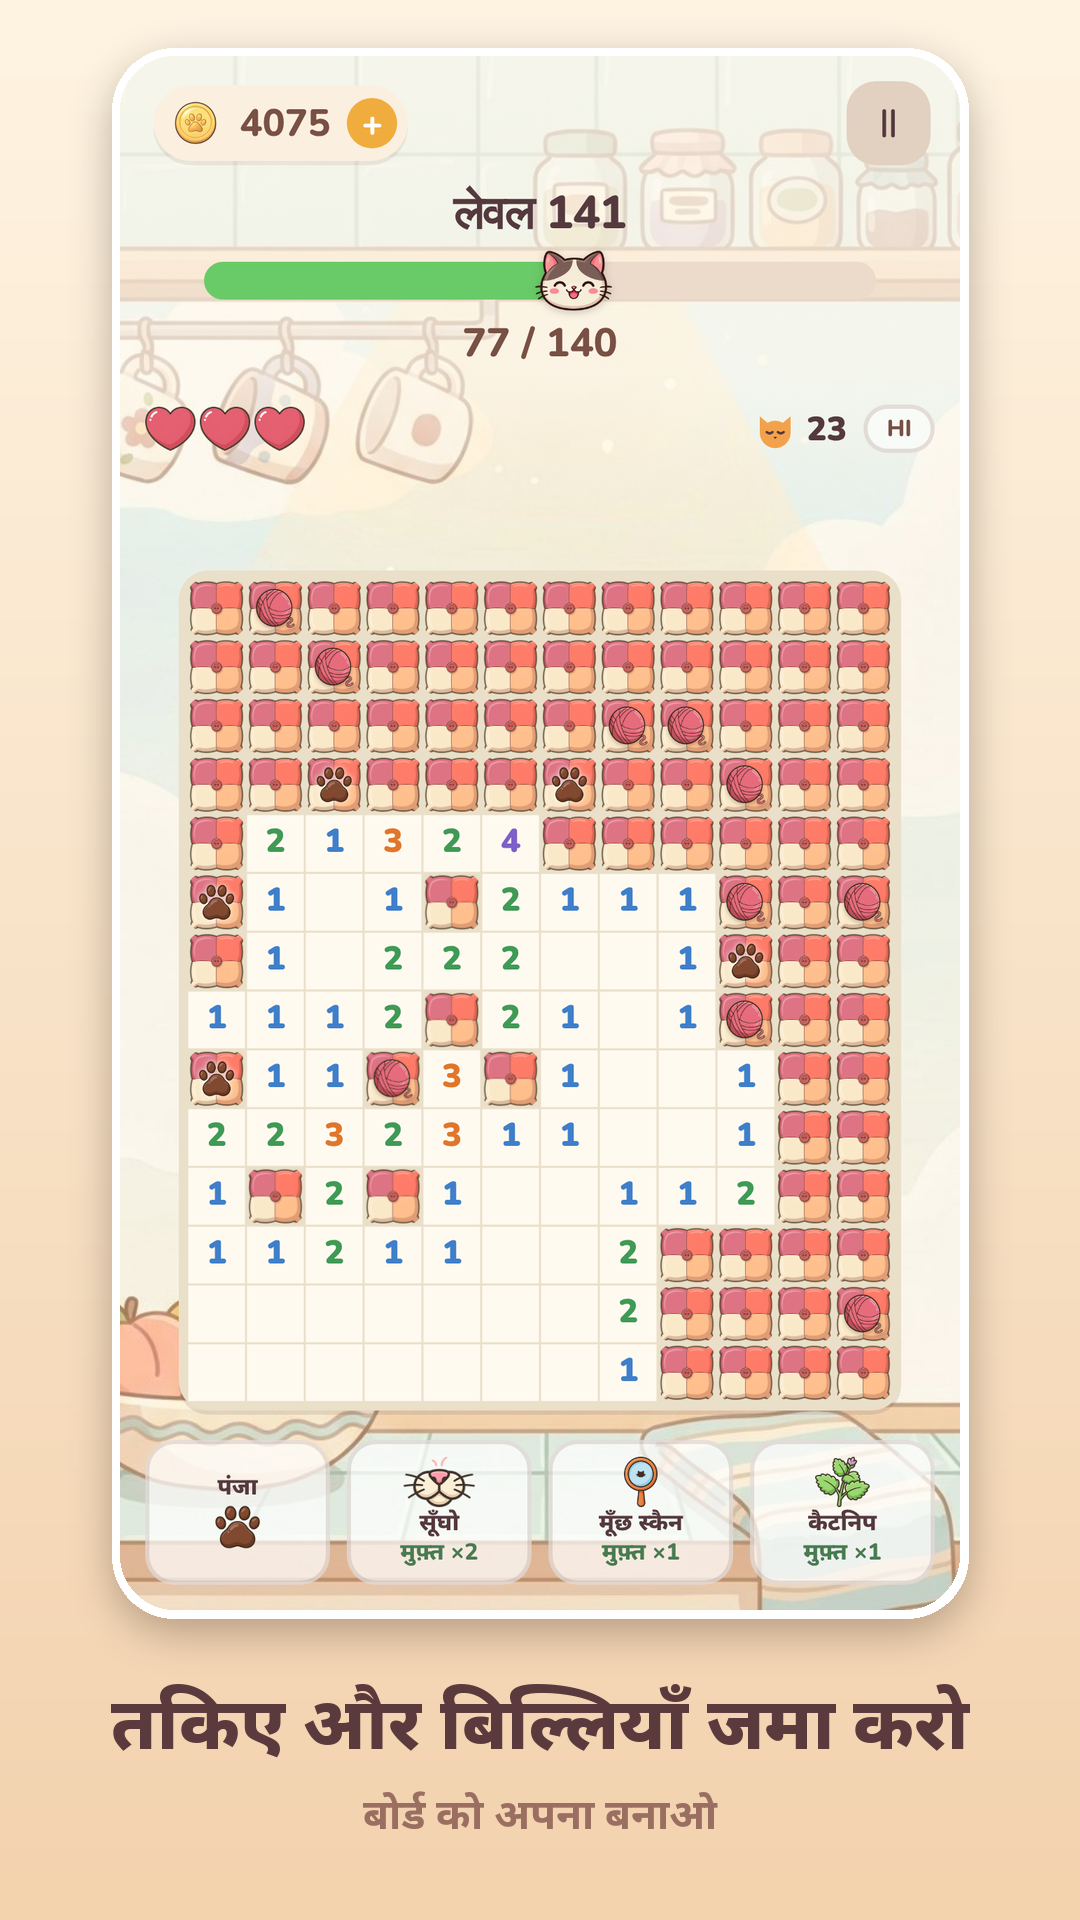 4075 +
लेवल 141
77 / 140
23 HI
2 1 3 2 4
1 1 2 1 1 1
1 2 2 2 1
1 1 1 2 2 1 1
1 1 3 1 1
2 2 3 2 3 1 1 1
1 2 1 1 1 2
1 1 2 1 1 2
2
1
पंजा
सूँघो
मुफ़्त ×2
मूँछ स्कैन
मुफ़्त ×1
कैटनिप
मुफ़्त ×1
तकिए और बिल्लियाँ जमा करो
बोर्ड को अपना बनाओ